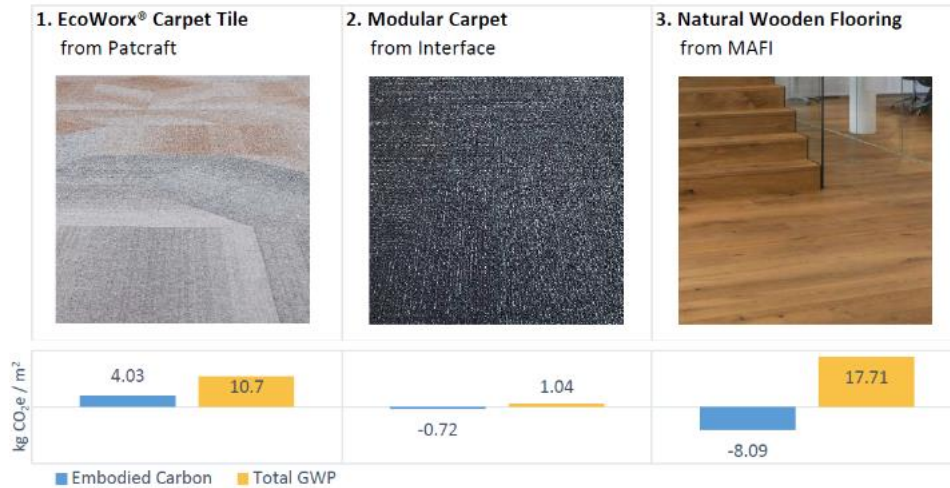 1. EcoWorx® Carpet Tile
from Patcraft
2. Modular Carpet
from Interface
3. Natural Wooden Flooring
from MAFI
kg CO₂e / m²
4.03
10.7
-0.72
1.04
-8.09
17.71
Embodied Carbon
Total GWP